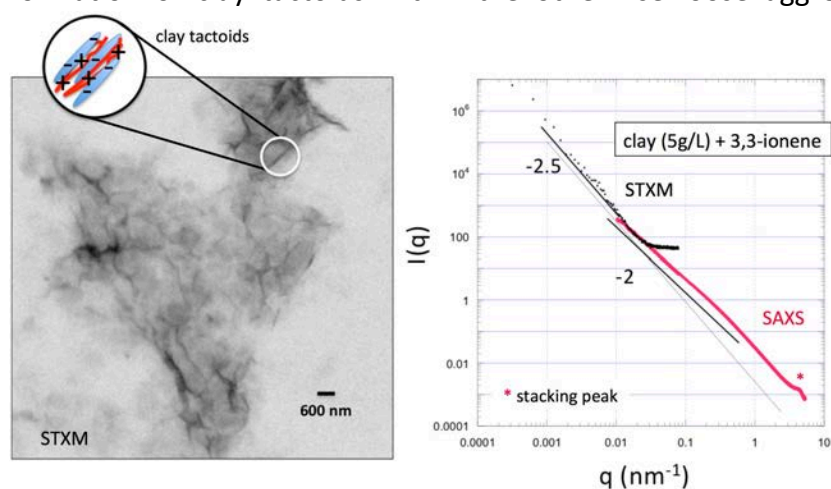 clay tactoids
600 nm
STXM
I(q)
10⁶
10⁴
100
1
0.01
0.0001
clay (5g/L) + 3,3-ionene
-2.5
STXM
-2
SAXS
*
* stacking peak
0.0001 0.001 0.01 0.1 1 10
q (nm⁻¹)